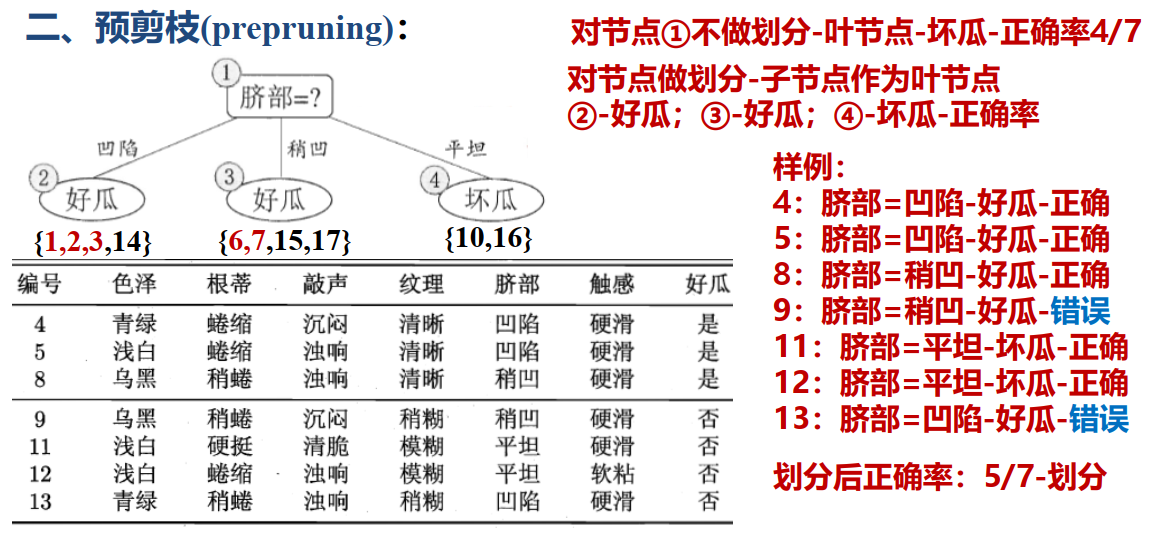 二、预剪枝(prepruning)：
① 脐部=?
凹陷 稍凹 平坦
② 好瓜 ③ 好瓜 ④ 坏瓜
{1,2,3,14} {6,7,15,17} {10,16}
编号 色泽 根蒂 敲声 纹理 脐部 触感 好瓜
4 青绿 蜷缩 沉闷 清晰 凹陷 硬滑 是
5 浅白 蜷缩 浊响 清晰 凹陷 硬滑 是
8 乌黑 稍蜷 浊响 清晰 稍凹 硬滑 是
9 乌黑 稍蜷 沉闷 稍糊 稍凹 硬滑 否
11 浅白 硬挺 清脆 模糊 平坦 硬滑 否
12 浅白 蜷缩 浊响 模糊 平坦 软粘 否
13 青绿 稍蜷 浊响 稍糊 凹陷 硬滑 否
对节点①不做划分-叶节点-坏瓜-正确率4/7
对节点做划分-子节点作为叶节点
②-好瓜；③-好瓜；④-坏瓜-正确率
样例：
4：脐部=凹陷-好瓜-正确
5：脐部=凹陷-好瓜-正确
8：脐部=稍凹-好瓜-正确
9：脐部=稍凹-好瓜-错误
11：脐部=平坦-坏瓜-正确
12：脐部=平坦-坏瓜-正确
13：脐部=凹陷-好瓜-错误
划分后正确率：5/7-划分